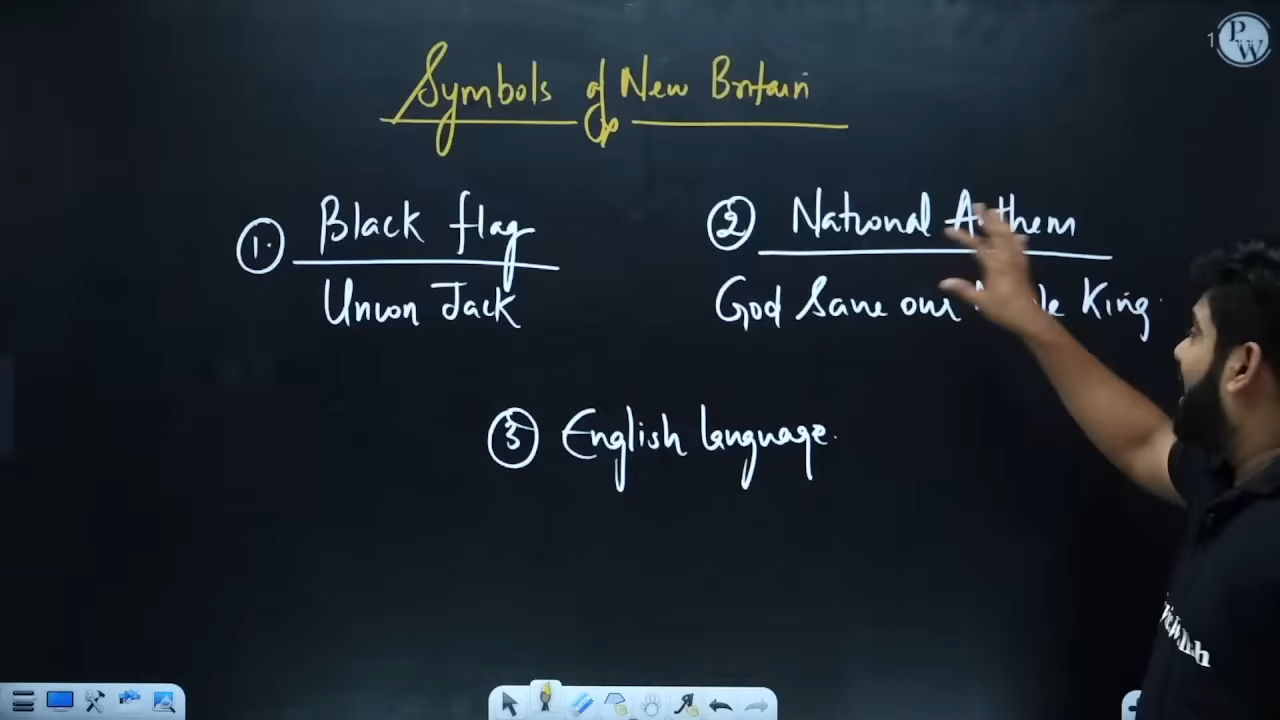 Symbols of New Britain
① Black flag
Union Jack
② National Anthem
God Save our King.
③ English language.
PW